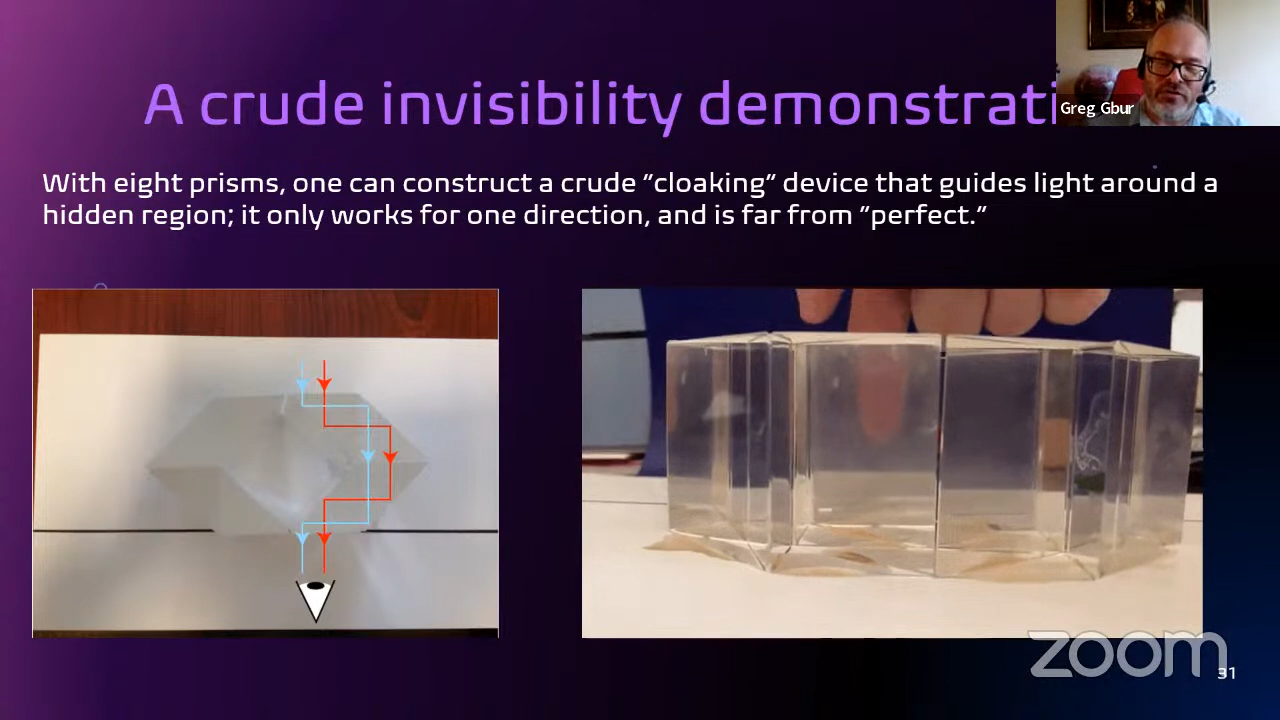 A crude invisibility demonstrati
Greg Gbur
With eight prisms, one can construct a crude “cloaking” device that guides light around a
hidden region; it only works for one direction, and is far from “perfect.”
zoom
31